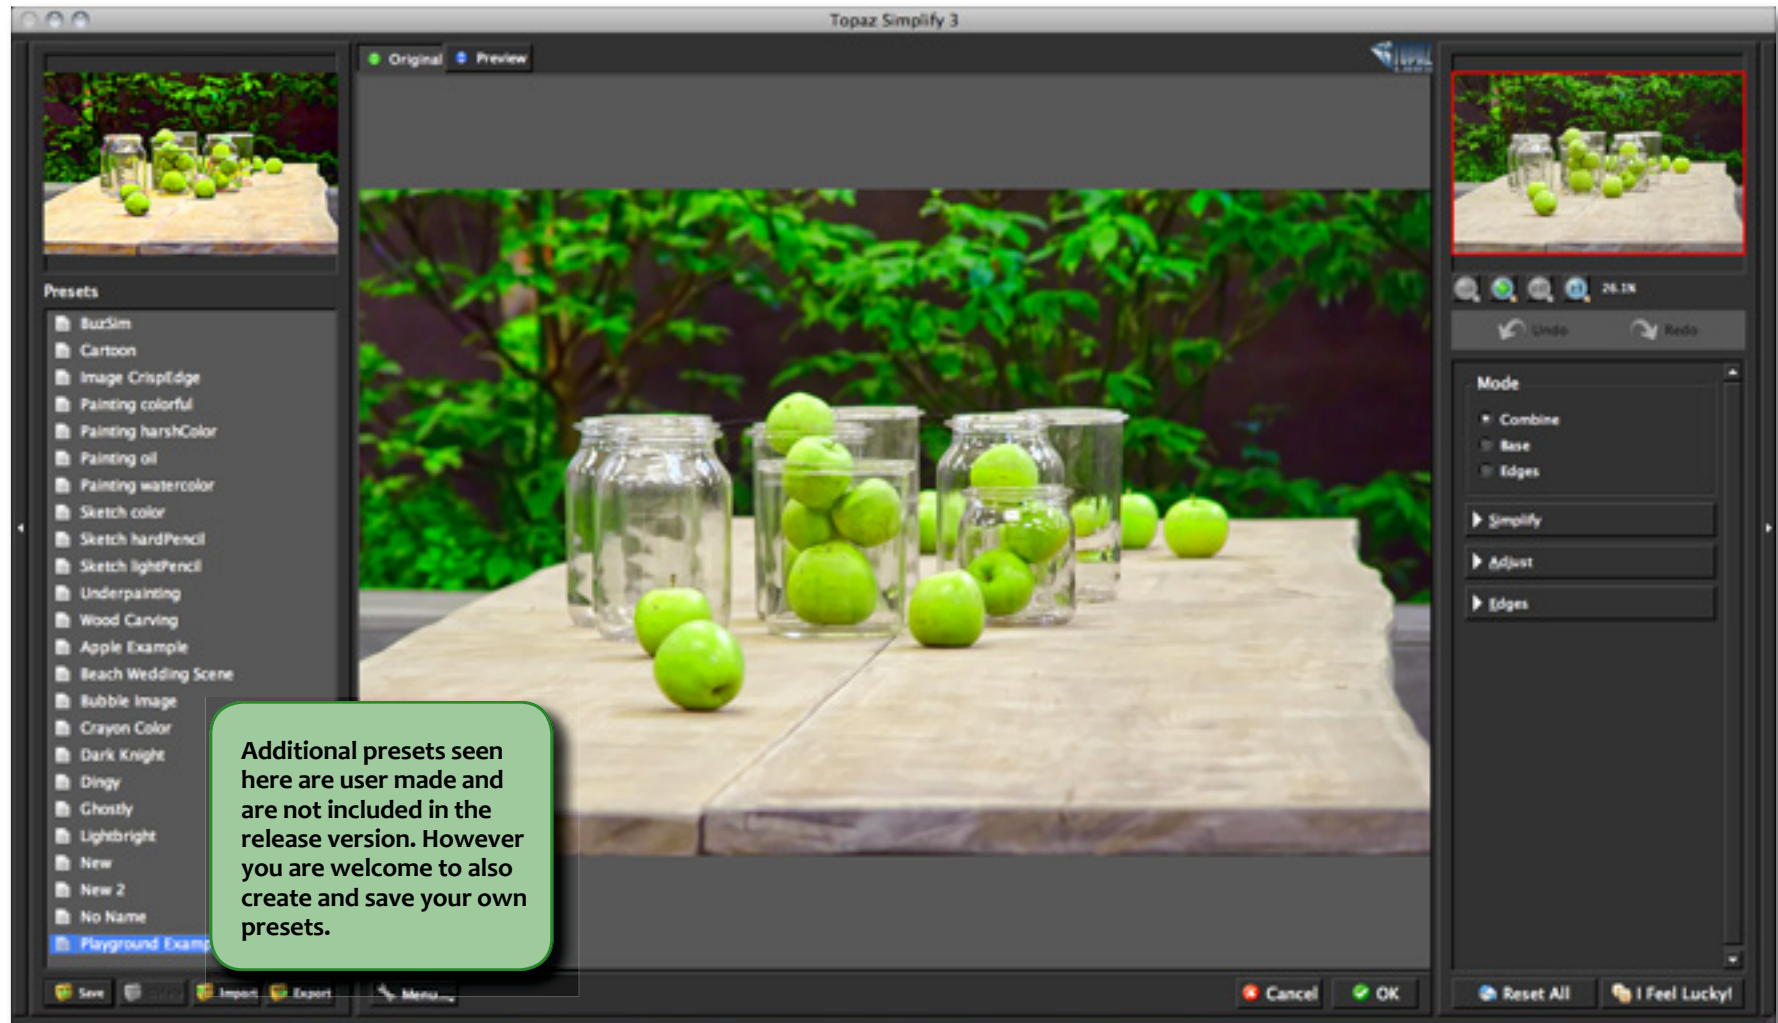 Topaz Simplify 3
Original
Preview
TOPAZ
Presets
BuzSim
Cartoon
Image CrispEdge
Painting colorful
Painting harshColor
Painting oil
Painting watercolor
Sketch color
Sketch hardPencil
Sketch lightPencil
Underpainting
Wood Carving
Apple Example
Beach Wedding Scene
Bubble Image
Crayon Color
Dark Knight
Dingy
Ghostly
Lightbright
New
New 2
No Name
Playground Examp
Additional presets seen
here are user made and
are not included in the
release version. However
you are welcome to also
create and save your own
presets.
Save
Import
Export
Menu...
Cancel
OK
26.1%
Undo
Redo
Mode
Combine
Base
Edges
Simplify
Adjust
Edges
Reset All
I Feel Lucky!